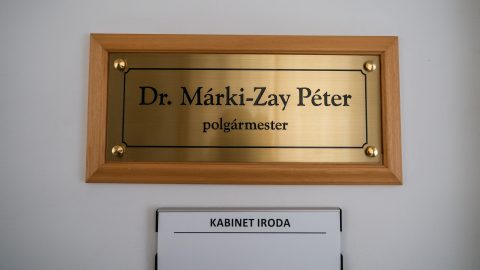 Dr. Márki-Zay Péter
polgármester
KABINET IRODA